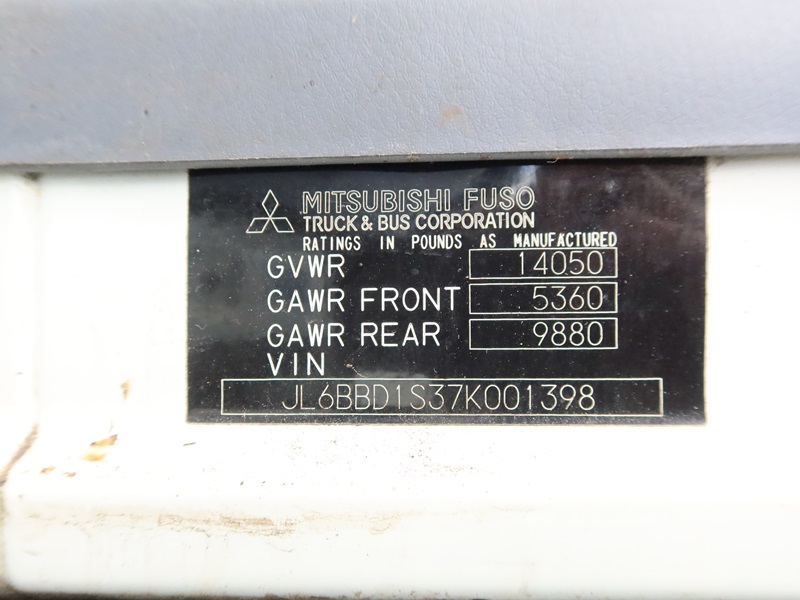 MITSUBISHI FUSO
TRUCK & BUS CORPORATION
RATINGS IN POUNDS AS MANUFACTURED
GVWR 14050
GAWR FRONT 5360
GAWR REAR 9880
VIN
JL6BBD1S37K001398